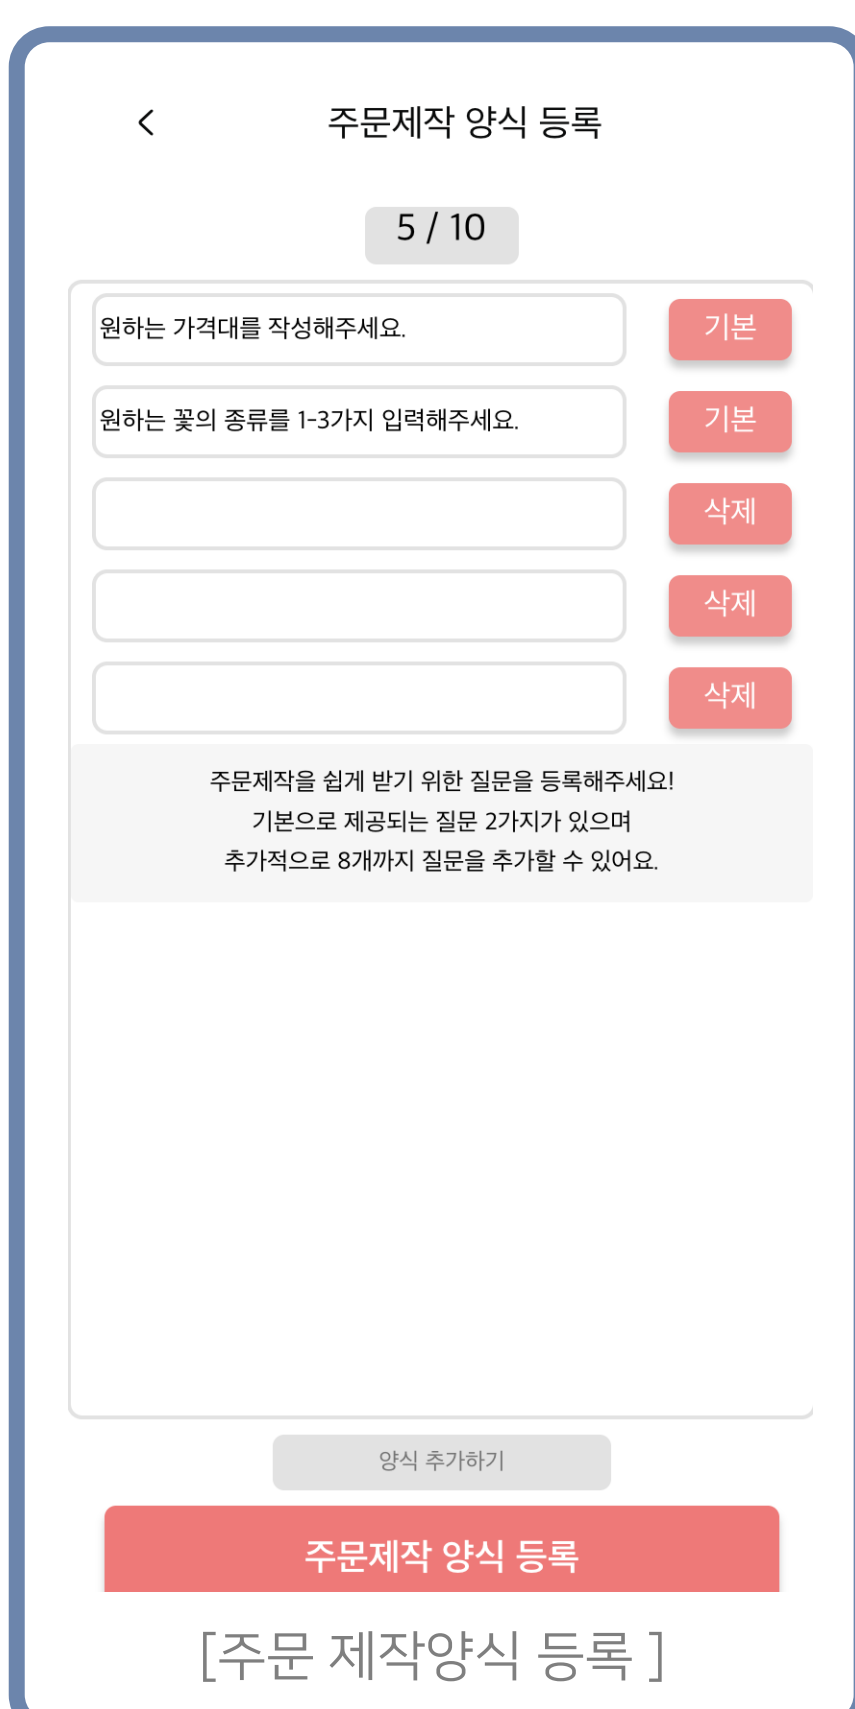 주문제작 양식 등록
5 / 10
원하는 가격대를 작성해주세요.
기본
원하는 꽃의 종류를 1-3가지 입력해주세요.
기본
삭제
삭제
삭제
주문제작을 쉽게 받기 위한 질문을 등록해주세요!
기본으로 제공되는 질문 2가지가 있으며
추가적으로 8개까지 질문을 추가할 수 있어요.
양식 추가하기
주문제작 양식 등록
[주문 제작양식 등록 ]